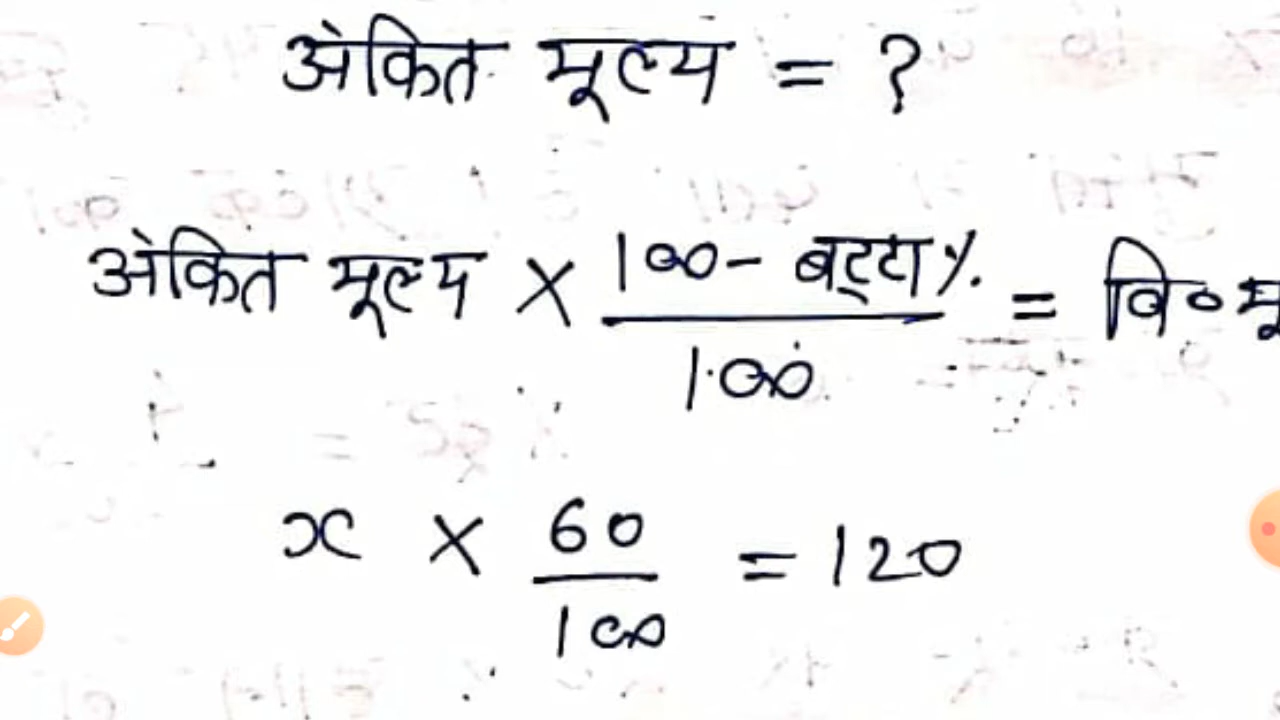 अंकित मूल्य = ?
अंकित मूल्य × 100 - बट्टा % / 100 = वि०मू
x × 60 / 100 = 120